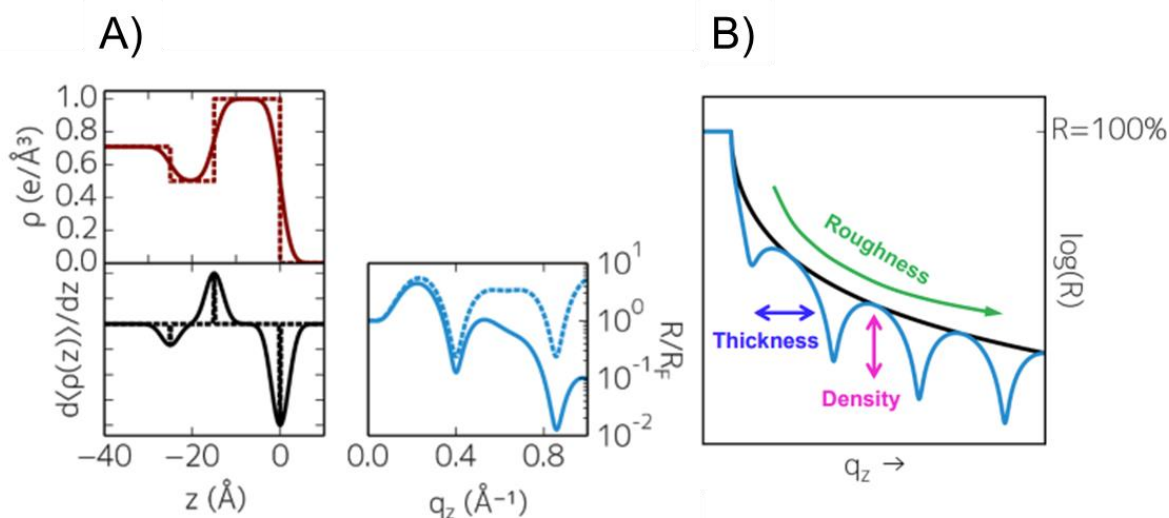 A)
B)
1.0
0.8
0.6
0.4
0.2
0.0
ρ (e/Å³)
d⟨ρ(z)⟩/dz
−40 −20 0
z (Å)
10¹
10⁰
10⁻¹
10⁻²
R/R_F
0.0 0.4 0.8
q_z (Å⁻¹)
R=100%
log(R)
Roughness
Thickness
Density
q_z →